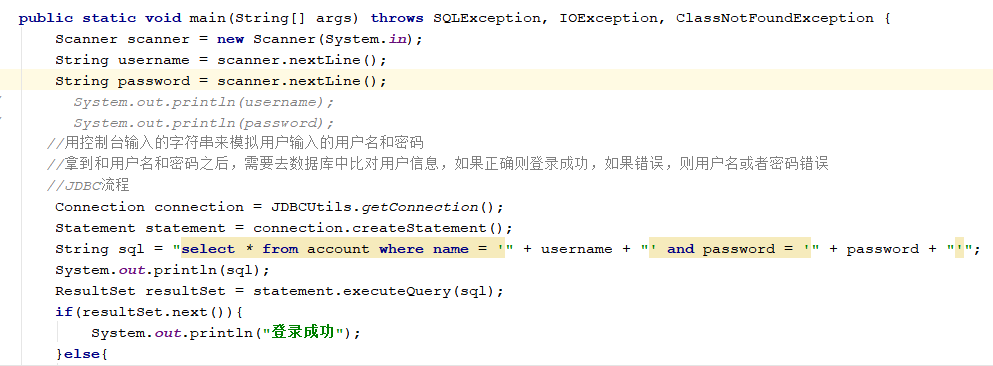 public static void main(String[] args) throws SQLException, IOException, ClassNotFoundException {
Scanner scanner = new Scanner(System.in);
String username = scanner.nextLine();
String password = scanner.nextLine();
System.out.println(username);
System.out.println(password);
//用控制台输入的字符串来模拟用户输入的用户名和密码
//拿到和用户名和密码之后，需要去数据库中比对用户信息，如果正确则登录成功，如果错误，则用户名或者密码错误
//JDBC流程
Connection connection = JDBCUtils.getConnection();
Statement statement = connection.createStatement();
String sql = "select * from account where name = '" + username + "' and password = '" + password + "'";
System.out.println(sql);
ResultSet resultSet = statement.executeQuery(sql);
if(resultSet.next()){
System.out.println("登录成功");
}else{